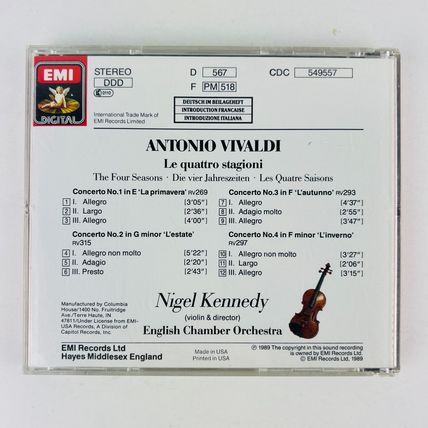 EMI
DIGITAL
STEREO
DDD
D 567
F PM 518
CDC 549557
DEUTSCH IM BEILAGEHEFT
INTRODUCTION FRANÇAISE
INTRODUZIONE ITALIANA
International Trade Mark of
EMI Records Limited
ANTONIO VIVALDI
Le quattro stagioni
The Four Seasons · Die vier Jahreszeiten · Les Quatre Saisons
Concerto No.1 in E 'La primavera' RV269
1 I. Allegro (3'05")
2 II. Largo (2'36")
3 III. Allegro (4'00")
Concerto No.2 in G minor 'L'estate'
RV315
4 I. Allegro non molto (5'22")
5 II. Adagio (2'20")
6 III. Presto (2'43")
Concerto No.3 in F 'L'autunno' RV293
7 I. Allegro (4'37")
8 II. Adagio molto (2'55")
9 III. Allegro (3'47")
Concerto No.4 in F minor 'L'inverno'
RV297
10 I. Allegro non molto (3'27")
11 II. Largo (2'06")
12 III. Allegro (3'15")
Nigel Kennedy
(violin & director)
English Chamber Orchestra
Manufactured by Columbia
House/1400 No. Fruitridge
Ave./Terre Haute, IN
47811/Under License from EMI-
USA Records, A Division of
Capitol Records, Inc.
EMI Records Ltd
Hayes Middlesex England
Made in USA
Printed in USA
℗ 1989 The copyright in this sound recording
is owned by EMI Records Ltd.
© EMI Records Ltd, 1989